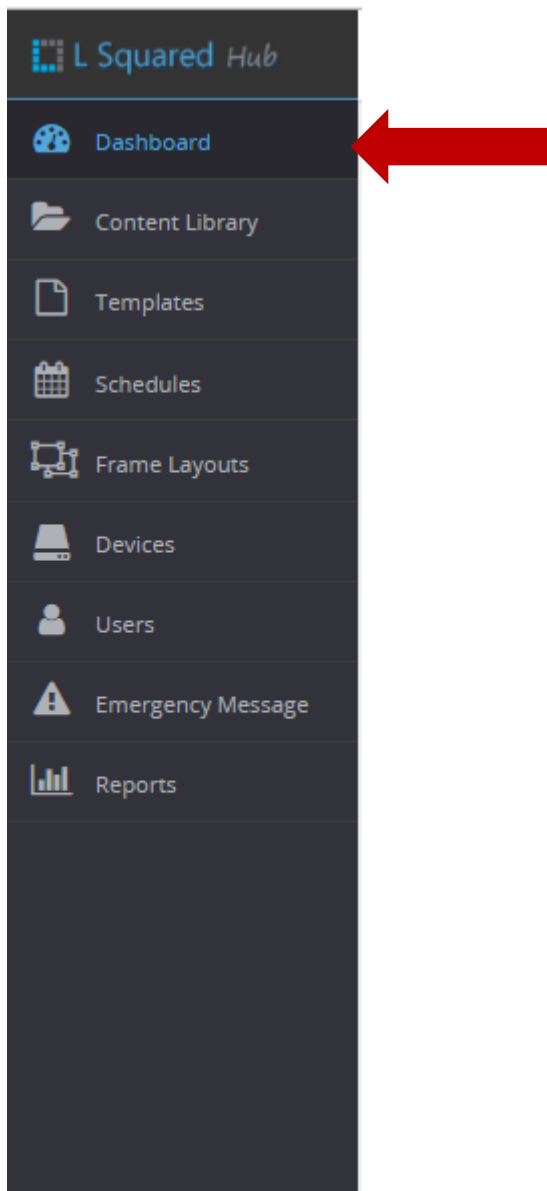 L Squared Hub
Dashboard
Content Library
Templates
Schedules
Frame Layouts
Devices
Users
Emergency Message
Reports